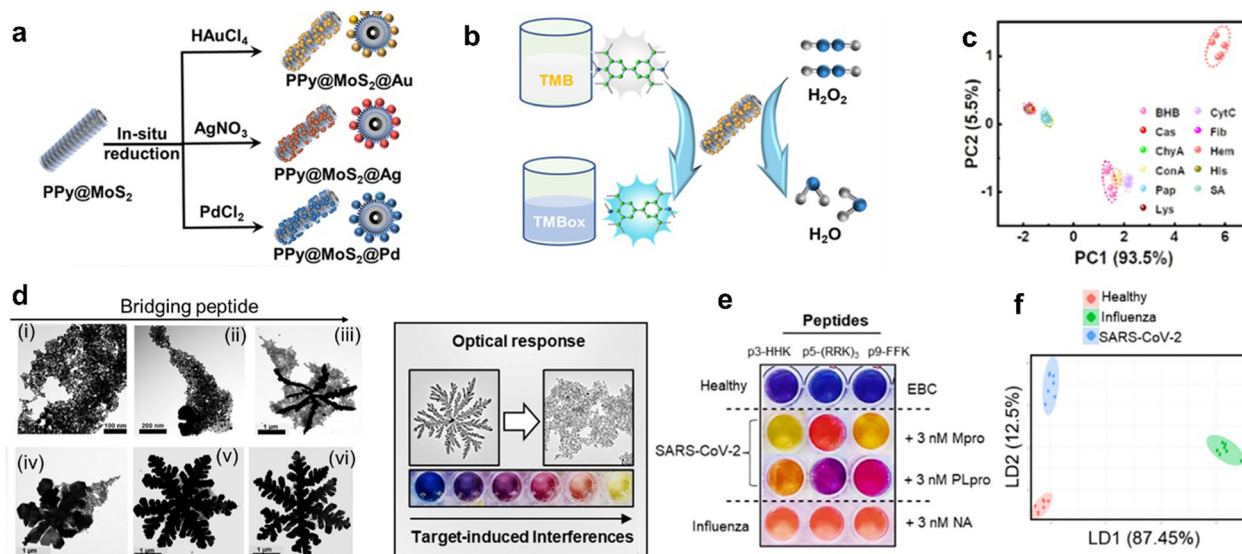 a
HAuCl4
PPy@MoS2@Au
In-situ
reduction
AgNO3
PPy@MoS2
PPy@MoS2@Ag
PdCl2
PPy@MoS2@Pd
b
TMB
H2O2
TMBox
H2O
c
PC2 (5.5%)
1
0
-1
BHB
CytC
Cas
Fib
ChyA
Hem
ConA
His
Pap
SA
Lys
-2
0
2
4
6
PC1 (93.5%)
d
Bridging peptide
(i)
(ii)
(iii)
100 nm
200 nm
1 µm
(iv)
(v)
(vi)
1 µm
1 µm
1 µm
Optical response
Target-induced Interferences
e
Peptides
p3-HHK
p5-(RRK)3
p9-FFK
Healthy
EBC
SARS-CoV-2
+ 3 nM Mpro
+ 3 nM PLpro
Influenza
+ 3 nM NA
f
Healthy
Influenza
SARS-CoV-2
LD2 (12.5%)
LD1 (87.45%)